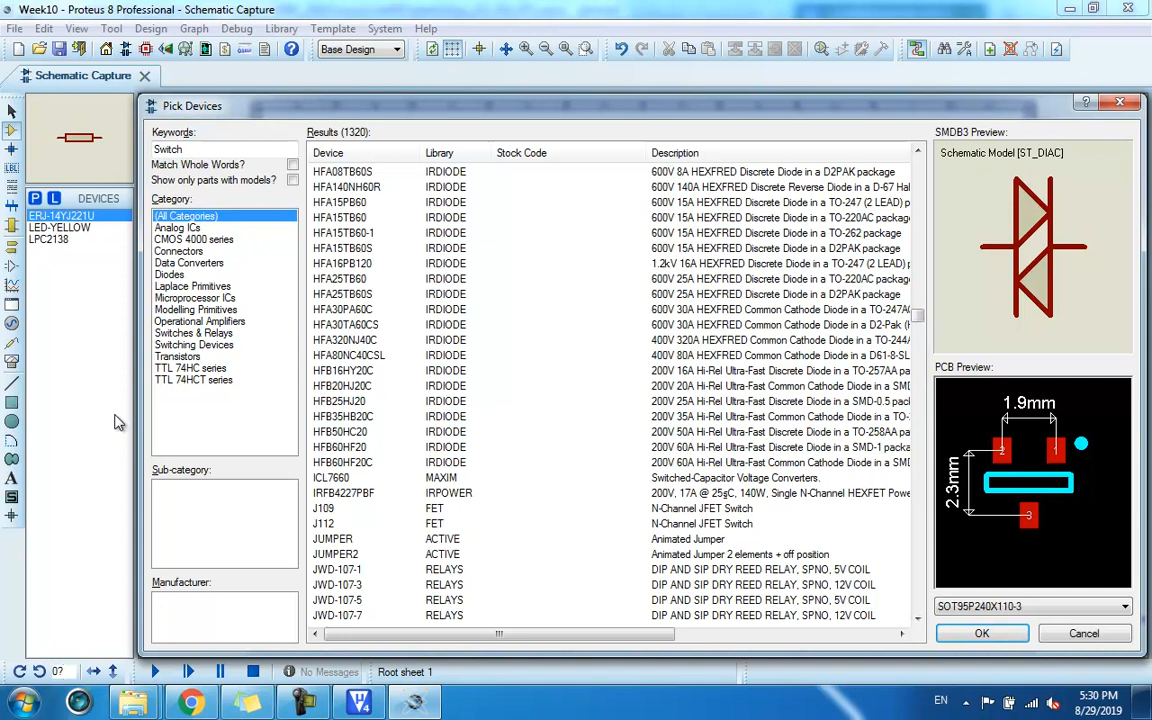 Week10 - Proteus 8 Professional - Schematic Capture
File Edit View Tool Design Graph Debug Library Template System Help
Base Design
Schematic Capture
P L DEVICES
ERJ-14YJ221U
LED-YELLOW
LPC2138
Pick Devices
Keywords:
Switch
Match Whole Words?
Show only parts with models?
Category:
(All Categories)
Analog ICs
CMOS 4000 series
Connectors
Data Converters
Diodes
Laplace Primitives
Microprocessor ICs
Modelling Primitives
Operational Amplifiers
Switches & Relays
Switching Devices
Transistors
TTL 74HC series
TTL 74HCT series
Sub-category:
Manufacturer:
Results (1320):
Device Library Stock Code Description
HFA08TB60S IRDIODE 600V 8A HEXFRED Discrete Diode in a D2PAK package
HFA140NH60R IRDIODE 600V 140A HEXFRED Discrete Reverse Diode in a D-67 Hal
HFA15PB60 IRDIODE 600V 15A HEXFRED Discrete Diode in a TO-247 (2 LEAD) p
HFA15TB60 IRDIODE 600V 15A HEXFRED Discrete Diode in a TO-220AC package
HFA15TB60-1 IRDIODE 600V 15A HEXFRED Discrete Diode in a TO-262 package
HFA15TB60S IRDIODE 600V 15A HEXFRED Discrete Diode in a D2PAK package
HFA16PB120 IRDIODE 1.2kV 16A HEXFRED Discrete Diode in a TO-247 (2 LEAD)
HFA25TB60 IRDIODE 600V 25A HEXFRED Discrete Diode in a TO-220AC package
HFA25TB60S IRDIODE 600V 25A HEXFRED Discrete Diode in a D2PAK package
HFA30PA60C IRDIODE 600V 30A HEXFRED Common Cathode Diode in a TO-247AC
HFA30TA60CS IRDIODE 600V 30A HEXFRED Common Cathode Diode in a D2-Pak (H
HFA320NJ40C IRDIODE 400V 320A HEXFRED Common Cathode Diode in a TO-244A
HFA80NC40CSL IRDIODE 400V 80A HEXFRED Common Cathode Diode in a D61-8-SL
HFB16HY20C IRDIODE 200V 16A Hi-Rel Ultra-Fast Discrete Diode in a TO-257AA
HFB20HJ20C IRDIODE 200V 20A Hi-Rel Ultra-Fast Common Cathode Diode in a SMD
HFB25HJ20 IRDIODE 200V 25A Hi-Rel Ultra-Fast Discrete Diode in a SMD-0.5 pack
HFB35HB20C IRDIODE 200V 35A Hi-Rel Ultra-Fast Common Cathode Diode in a TO-
HFB50HC20 IRDIODE 200V 50A Hi-Rel Ultra-Fast Discrete Diode in a TO-258AA pa
HFB60HF20 IRDIODE 200V 60A Hi-Rel Ultra-Fast Discrete Diode in a SMD-1 pack
HFB60HF20C IRDIODE 200V 60A Hi-Rel Ultra-Fast Common Cathode Diode in a SMD
ICL7660 MAXIM Switched-Capacitor Voltage Converters.
IRFB4227PBF IRPOWER 200V, 17A @ 25şC, 140W, Single N-Channel HEXFET Powe
J109 FET N-Channel JFET Switch
J112 FET N-Channel JFET Switch
JUMPER ACTIVE Animated Jumper
JUMPER2 ACTIVE Animated Jumper 2 elements + off position
JWD-107-1 RELAYS DIP AND SIP DRY REED RELAY, SPNO, 5V COIL
JWD-107-3 RELAYS DIP AND SIP DRY REED RELAY, SPNO, 12V COIL
JWD-107-5 RELAYS DIP AND SIP DRY REED RELAY, SPNO, 5V COIL
JWD-107-7 RELAYS DIP AND SIP DRY REED RELAY, SPNO, 12V COIL
SMDB3 Preview:
Schematic Model [ST_DIAC]
PCB Preview:
1.9mm
2 1
2.3mm
3
SOT95P240X110-3
OK Cancel
0? No Messages Root sheet 1
EN
5:30 PM
8/29/2019